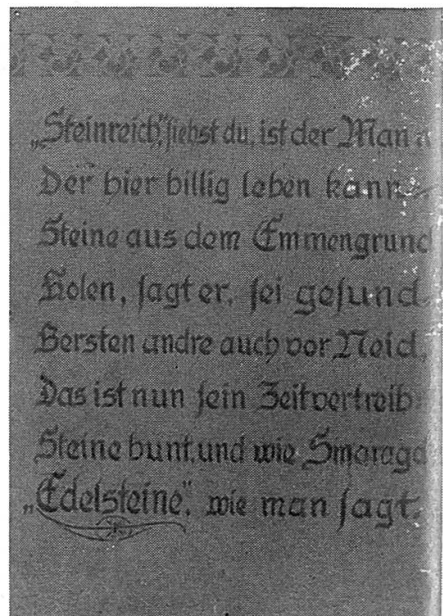 „Steinreich“, siehst du, ist der Man
Der hier billig leben kann
Steine aus dem Emmengrund
Holen, sagt er, sei gesund.
Bersten andre auch vor Neid,
Das ist nun sein Zeitvertreib
Steine bunt und wie Smaragd
„Edelsteine“, wie man sagt.